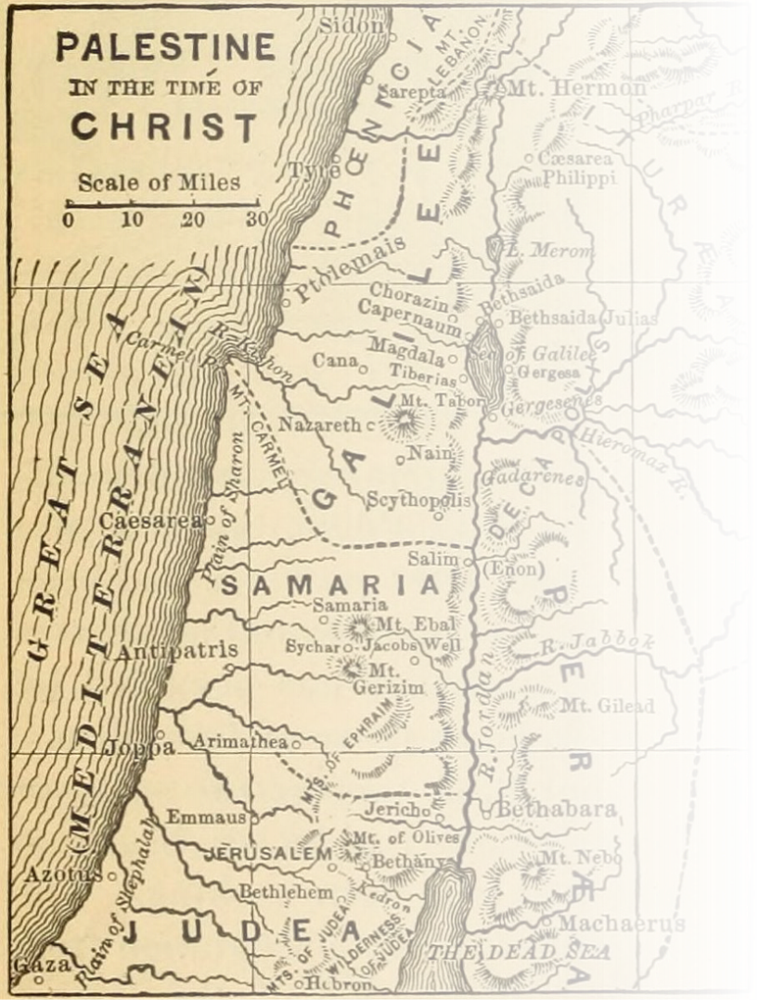 PALESTINE
IN THE TIME OF
CHRIST
Scale of Miles
0 10 20 30
Sidon
MT.
LEBANON
PHŒNICIA
Sarepta
Mt. Hermon
Pharpar R
Tyre
Cæsarea
Philippi
ITURÆA
GALILEE
L. Merom
Ptolemais
Chorazin
Bethsaida
Capernaum
Bethsaida Julias
GREAT SEA
(MEDITERRANEAN)
Carmel P.
R. Kishon
Cana
Magdala
Sea of Galilee
Tiberias
Gergesa
MT. CARMEL
Mt. Tabor
Gergesenes
Nazareth
Hieromax R.
Nain
Gadarenes
DECAPOLIS
Plain of Sharon
Scythopolis
Caesarea
Salim
(Enon)
SAMARIA
Samaria
Mt. Ebal
Sychar
Jacobs Well
R. Jabbok
Antipatris
Mt.
Gerizim
PERÆA
R. Jordan
Mt. Gilead
Joppa
Arimathea
MTS. OF EPHRAIM
Jericho
Bethabara
Emmaus
Mt. of Olives
JERUSALEM
Bethany
Mt. Nebo
Azotus
Plain of Shephalah
Bethlehem
Kedron
JUDEA
MTS. OF JUDEA
WILDERNESS
OF JUDEA
Machaerus
THE DEAD SEA
Gaza
Hebron